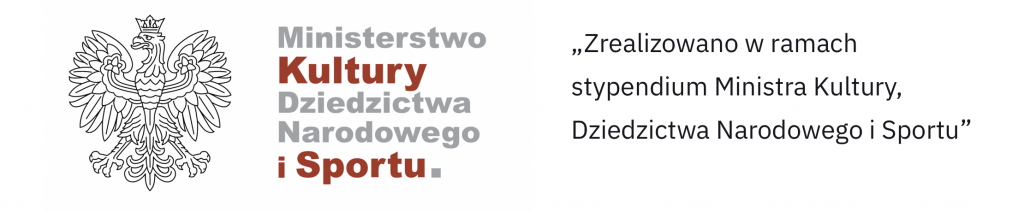 Ministerstwo
Kultury
Dziedzictwa
Narodowego
i Sportu.
„Zrealizowano w ramach
stypendium Ministra Kultury,
Dziedzictwa Narodowego i Sportu”